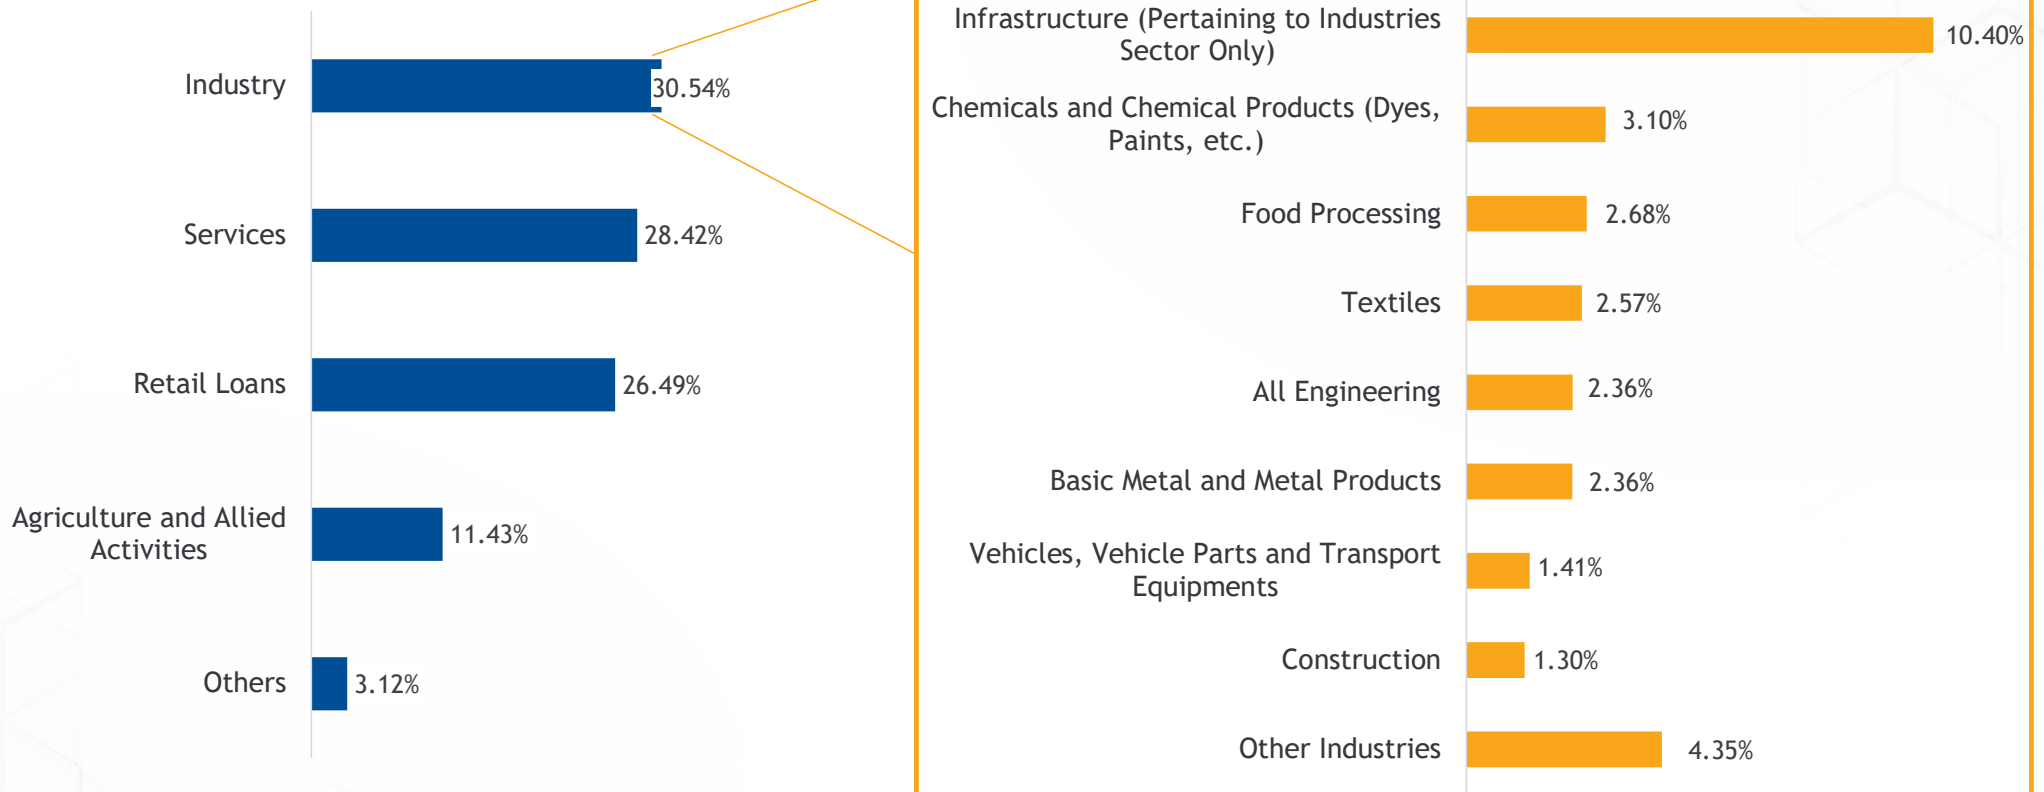 Industry
30.54%
Services
28.42%
Retail Loans
26.49%
Agriculture and Allied
Activities
11.43%
Others
3.12%
Infrastructure (Pertaining to Industries
Sector Only)
10.40%
Chemicals and Chemical Products (Dyes,
Paints, etc.)
3.10%
Food Processing
2.68%
Textiles
2.57%
All Engineering
2.36%
Basic Metal and Metal Products
2.36%
Vehicles, Vehicle Parts and Transport
Equipments
1.41%
Construction
1.30%
Other Industries
4.35%